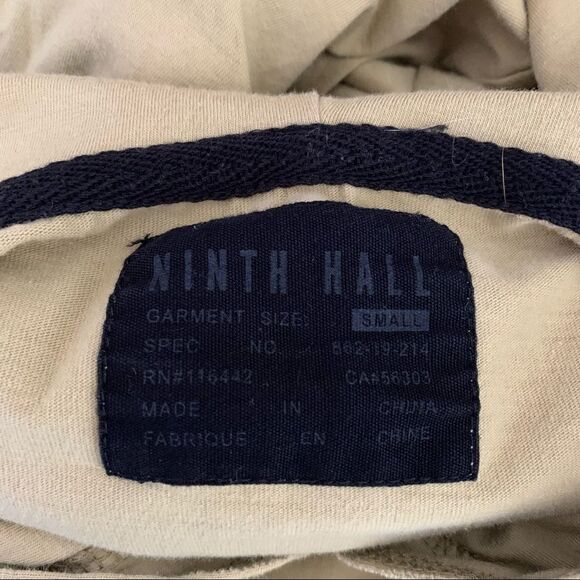 NINTH HALL
GARMENT SIZE: SMALL
SPEC NO. 862-19-214
RN#116442 CA#56303
MADE IN CHINA
FABRIQUE EN CHINE